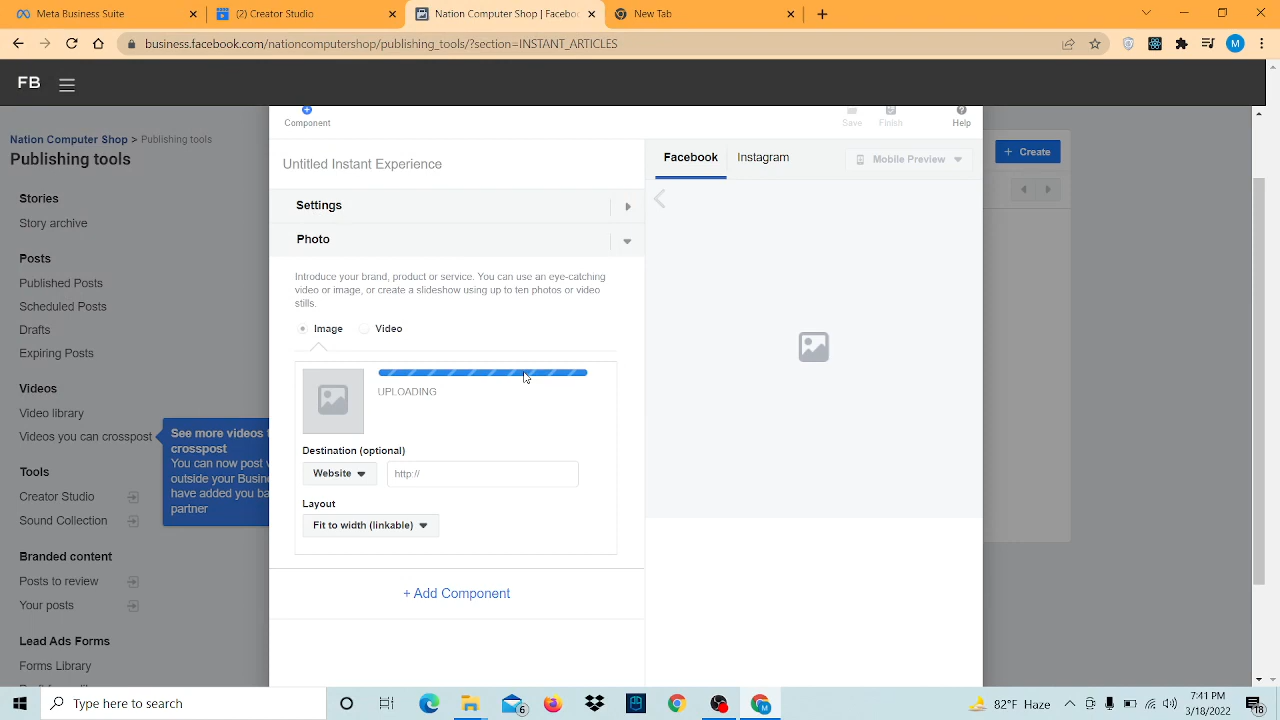 Meta Business Suite
(2) Creator Studio
Nation Computer Shop | Facebo
New Tab
business.facebook.com/nationcomputershop/publishing_tools/?section=INSTANT_ARTICLES
M
FB
Component
Save
Finish
Help
Nation Computer Shop > Publishing tools
Publishing tools
Untitled Instant Experience
Facebook
Instagram
Mobile Preview
+ Create
Stories
Story archive
Settings
Photo
Posts
Published Posts
Scheduled Posts
Drafts
Expiring Posts
Introduce your brand, product or service. You can use an eye-catching
video or image, or create a slideshow using up to ten photos or video
stills.
Image
Video
UPLOADING
Videos
Video library
Videos you can crosspost
See more videos t
crosspost
You can now post v
outside your Busin
have added you ba
partner
Destination (optional)
Website
http://
Layout
Fit to width (linkable)
Tools
Creator Studio
Sound Collection
Branded content
Posts to review
Your posts
+ Add Component
Lead Ads Forms
Forms Library
Type here to search
6
M
82°F Haze
7:41 PM
3/18/2022
18